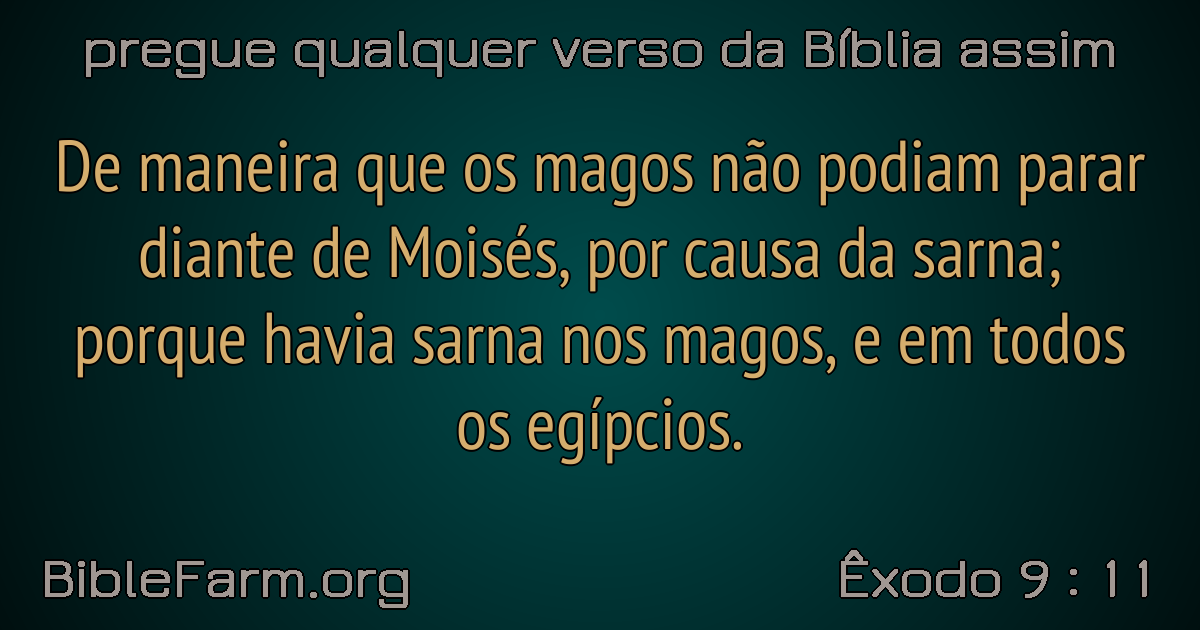 pregue qualquer verso da Bíblia assim
De maneira que os magos não podiam parar
diante de Moisés, por causa da sarna;
porque havia sarna nos magos, e em todos
os egípcios.
BibleFarm.org
Êxodo 9 : 11